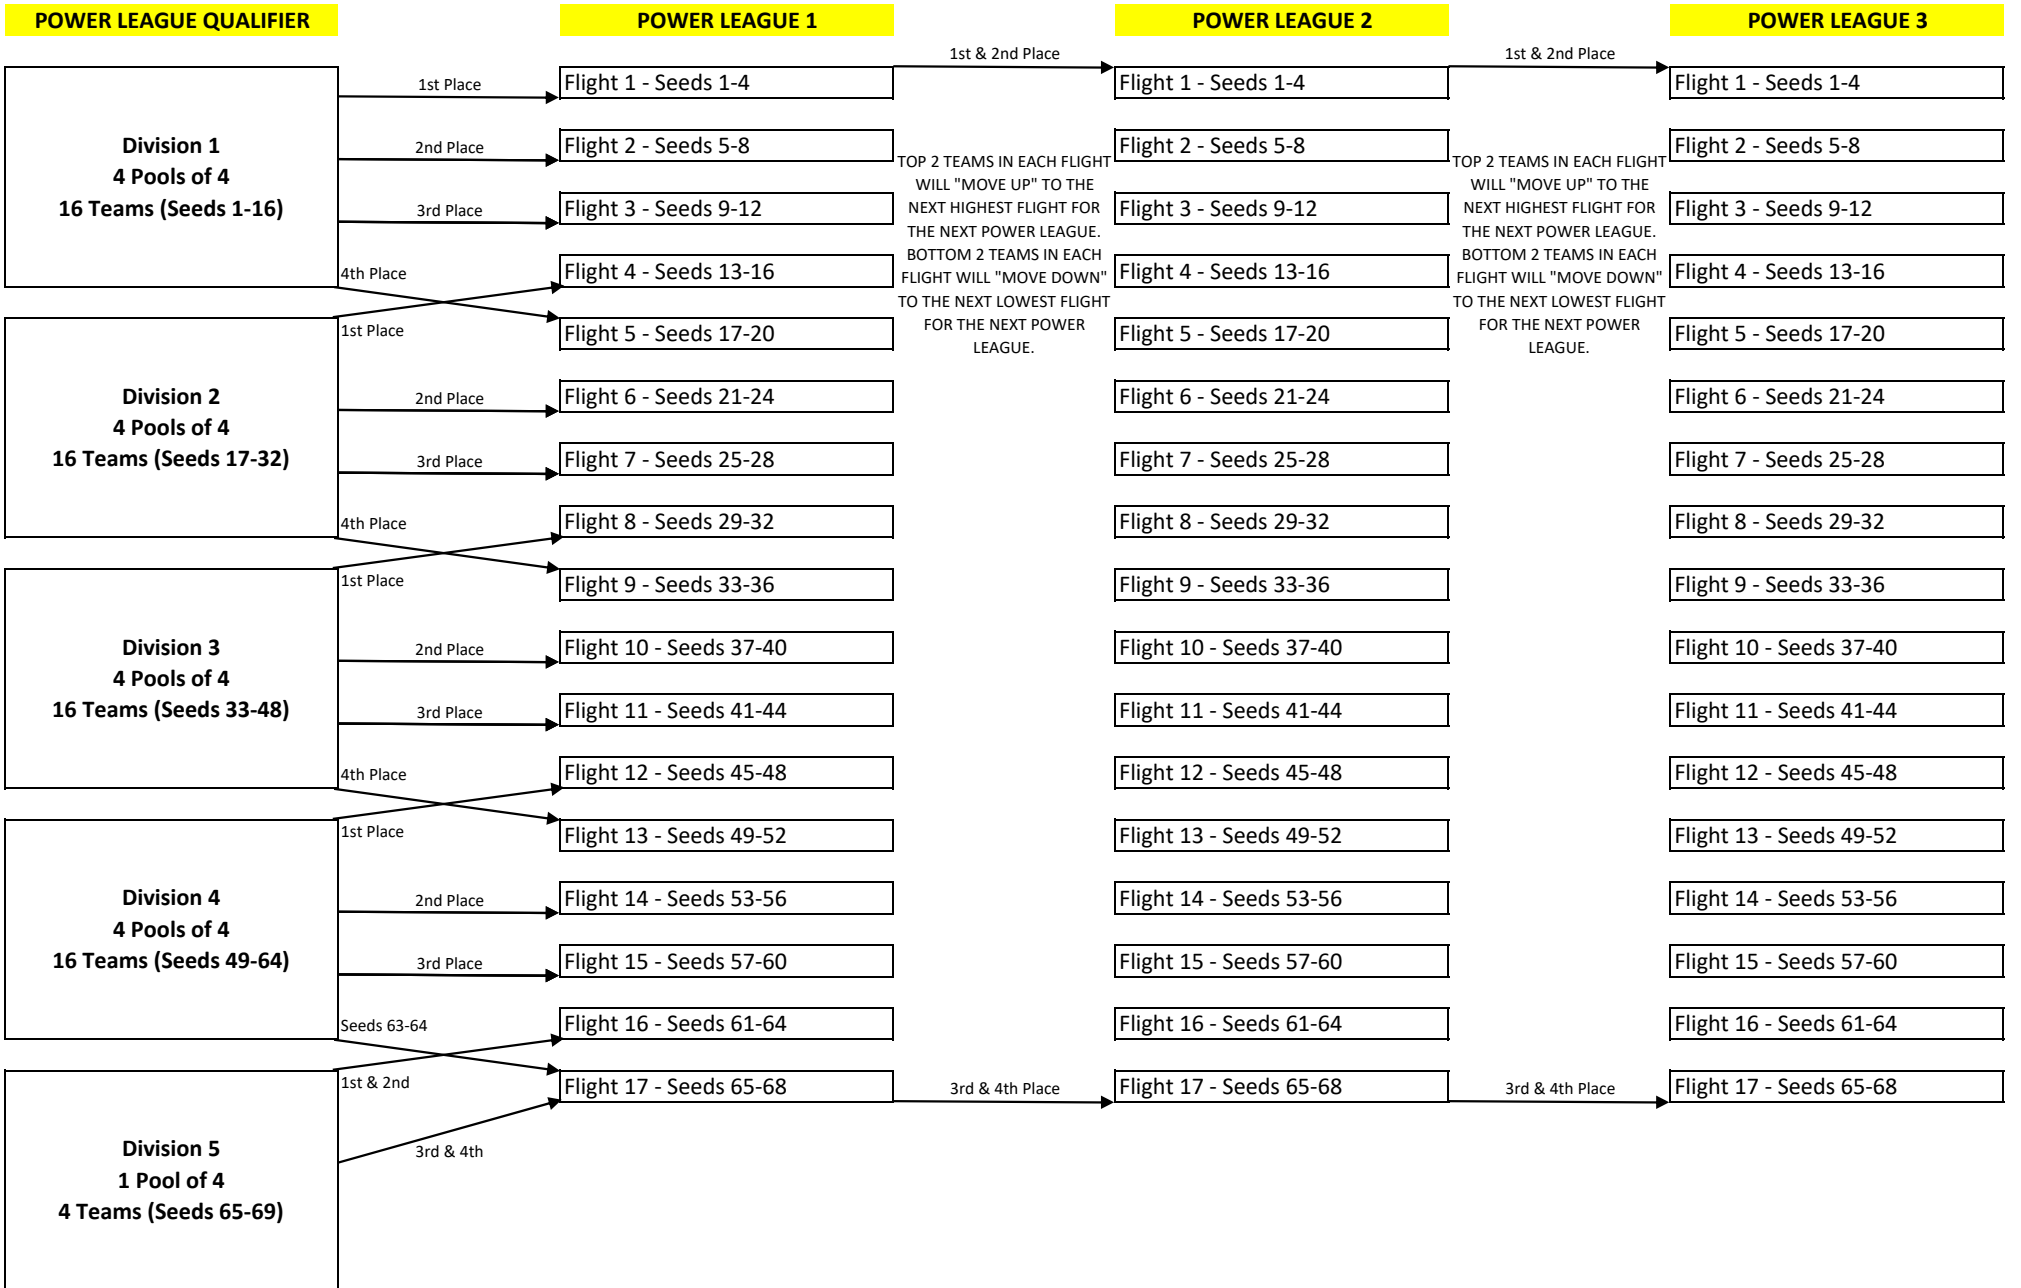 POWER LEAGUE QUALIFIER
POWER LEAGUE 1
POWER LEAGUE 2
POWER LEAGUE 3
Division 1
4 Pools of 4
16 Teams (Seeds 1-16)
1st Place
2nd Place
3rd Place
4th Place
Division 2
4 Pools of 4
16 Teams (Seeds 17-32)
1st Place
2nd Place
3rd Place
4th Place
Division 3
4 Pools of 4
16 Teams (Seeds 33-48)
1st Place
2nd Place
3rd Place
4th Place
Division 4
4 Pools of 4
16 Teams (Seeds 49-64)
1st Place
2nd Place
3rd Place
Seeds 63-64
Division 5
1 Pool of 4
4 Teams (Seeds 65-69)
1st & 2nd
3rd & 4th
Flight 1 - Seeds 1-4
Flight 2 - Seeds 5-8
Flight 3 - Seeds 9-12
Flight 4 - Seeds 13-16
Flight 5 - Seeds 17-20
Flight 6 - Seeds 21-24
Flight 7 - Seeds 25-28
Flight 8 - Seeds 29-32
Flight 9 - Seeds 33-36
Flight 10 - Seeds 37-40
Flight 11 - Seeds 41-44
Flight 12 - Seeds 45-48
Flight 13 - Seeds 49-52
Flight 14 - Seeds 53-56
Flight 15 - Seeds 57-60
Flight 16 - Seeds 61-64
Flight 17 - Seeds 65-68
1st & 2nd Place
TOP 2 TEAMS IN EACH FLIGHT
WILL "MOVE UP" TO THE
NEXT HIGHEST FLIGHT FOR
THE NEXT POWER LEAGUE.
BOTTOM 2 TEAMS IN EACH
FLIGHT WILL "MOVE DOWN"
TO THE NEXT LOWEST FLIGHT
FOR THE NEXT POWER
LEAGUE.
3rd & 4th Place
Flight 1 - Seeds 1-4
Flight 2 - Seeds 5-8
Flight 3 - Seeds 9-12
Flight 4 - Seeds 13-16
Flight 5 - Seeds 17-20
Flight 6 - Seeds 21-24
Flight 7 - Seeds 25-28
Flight 8 - Seeds 29-32
Flight 9 - Seeds 33-36
Flight 10 - Seeds 37-40
Flight 11 - Seeds 41-44
Flight 12 - Seeds 45-48
Flight 13 - Seeds 49-52
Flight 14 - Seeds 53-56
Flight 15 - Seeds 57-60
Flight 16 - Seeds 61-64
Flight 17 - Seeds 65-68
1st & 2nd Place
TOP 2 TEAMS IN EACH FLIGHT
WILL "MOVE UP" TO THE
NEXT HIGHEST FLIGHT FOR
THE NEXT POWER LEAGUE.
BOTTOM 2 TEAMS IN EACH
FLIGHT WILL "MOVE DOWN"
TO THE NEXT LOWEST FLIGHT
FOR THE NEXT POWER
LEAGUE.
3rd & 4th Place
Flight 1 - Seeds 1-4
Flight 2 - Seeds 5-8
Flight 3 - Seeds 9-12
Flight 4 - Seeds 13-16
Flight 5 - Seeds 17-20
Flight 6 - Seeds 21-24
Flight 7 - Seeds 25-28
Flight 8 - Seeds 29-32
Flight 9 - Seeds 33-36
Flight 10 - Seeds 37-40
Flight 11 - Seeds 41-44
Flight 12 - Seeds 45-48
Flight 13 - Seeds 49-52
Flight 14 - Seeds 53-56
Flight 15 - Seeds 57-60
Flight 16 - Seeds 61-64
Flight 17 - Seeds 65-68